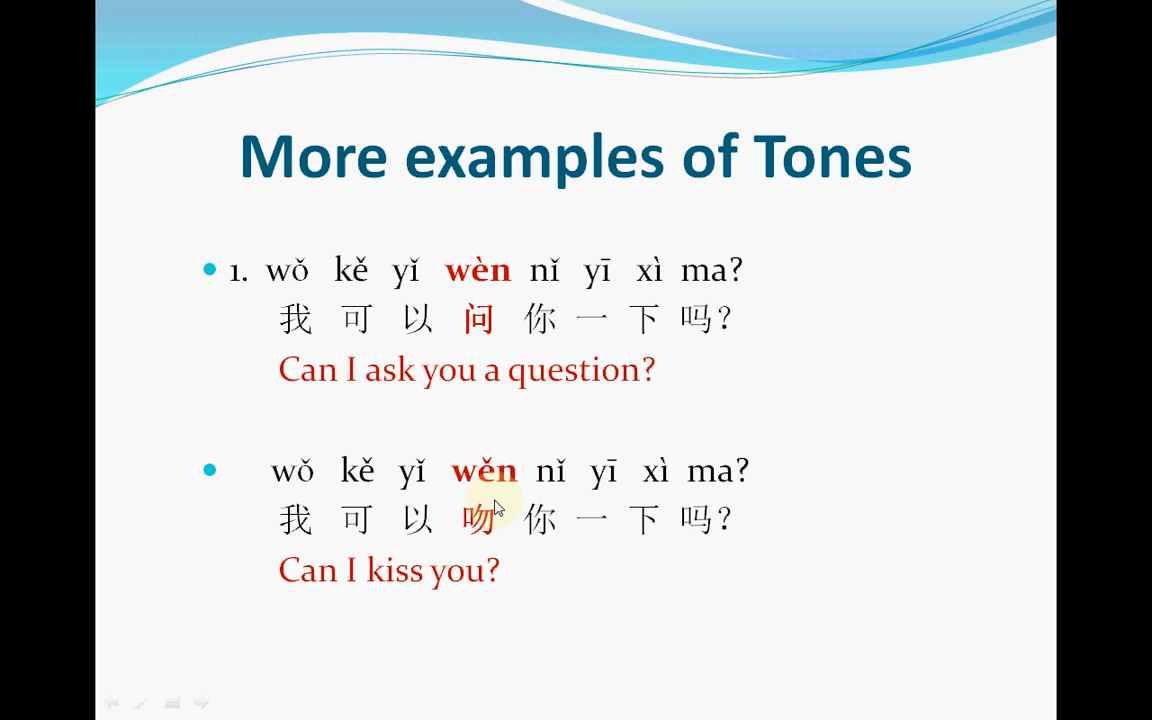 More examples of Tones
1. wǒ kě yǐ wèn nǐ yī xì ma?
我 可 以 问 你 一 下 吗?
Can I ask you a question?
wǒ kě yǐ wěn nǐ yī xì ma?
我 可 以 吻 你 一 下 吗?
Can I kiss you?